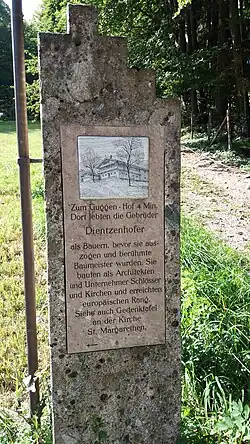 Zum Guggen-Hof 4 Min.
Dort lebten die Gebrüder
Dientzenhofer
als Bauern, bevor sie aus-
zogen und berühmte
Baumeister wurden. Sie
bauten als Architekten
und Unternehmer Schlösser
und Kirchen und erreichten
europäischen Rang.
Siehe auch Gedenktafel
an der Kirche
St. Margarethen.